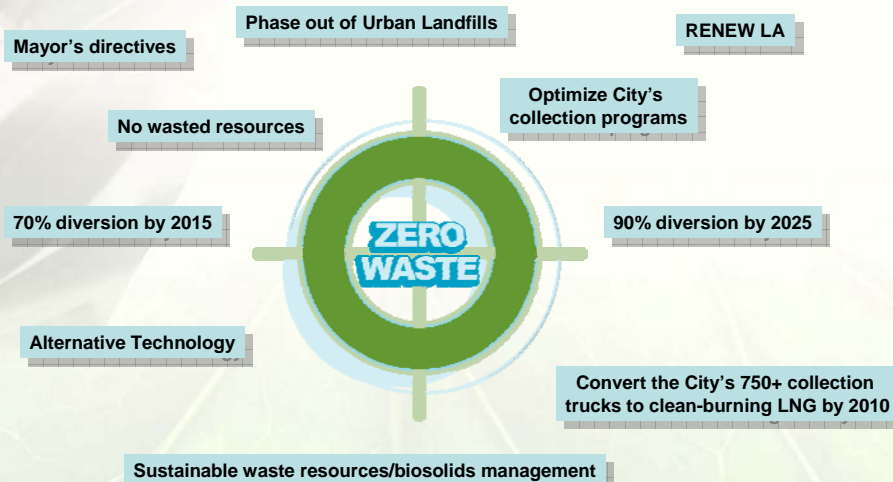 Phase out of Urban Landfills
RENEW LA
Mayor's directives
Optimize City's
collection programs
No wasted resources
70% diversion by 2015
90% diversion by 2025
ZERO
WASTE
Alternative Technology
Convert the City's 750+ collection
trucks to clean-burning LNG by 2010
Sustainable waste resources/biosolids management